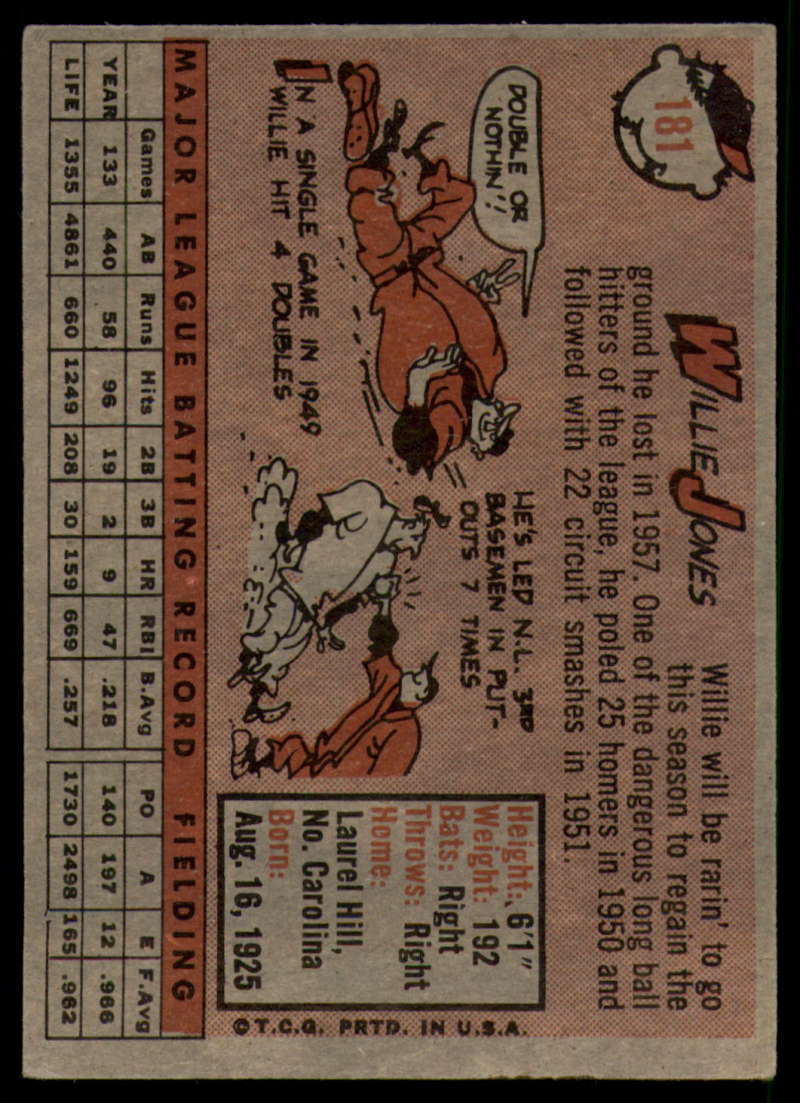 181
WILLIE JONES
Willie will be rarin' to go
this season to regain the
ground he lost in 1957. One of the dangerous long ball
hitters of the league, he poled 25 homers in 1950 and
followed with 22 circuit smashes in 1951.
DOUBLE OR
NOTHIN'!
IN A SINGLE GAME IN 1949
WILLIE HIT 4 DOUBLES
HE'S LED N.L. 3RD
BASEMEN IN PUT-
OUTS 7 TIMES
Height: 6'1"
Weight: 192
Bats: Right
Throws: Right
Home:
Laurel Hill,
No. Carolina
Born:
Aug. 16, 1925
©T.C.G. PRTD. IN U.S.A.
MAJOR LEAGUE BATTING RECORD FIELDING
Games AB Runs Hits 2B 3B HR RBI B.Avg PO A E F.Avg
YEAR 133 440 58 96 19 2 9 47 .218 140 197 12 .966
LIFE 1355 4861 660 1249 208 30 159 669 .257 1730 2498 165 .962